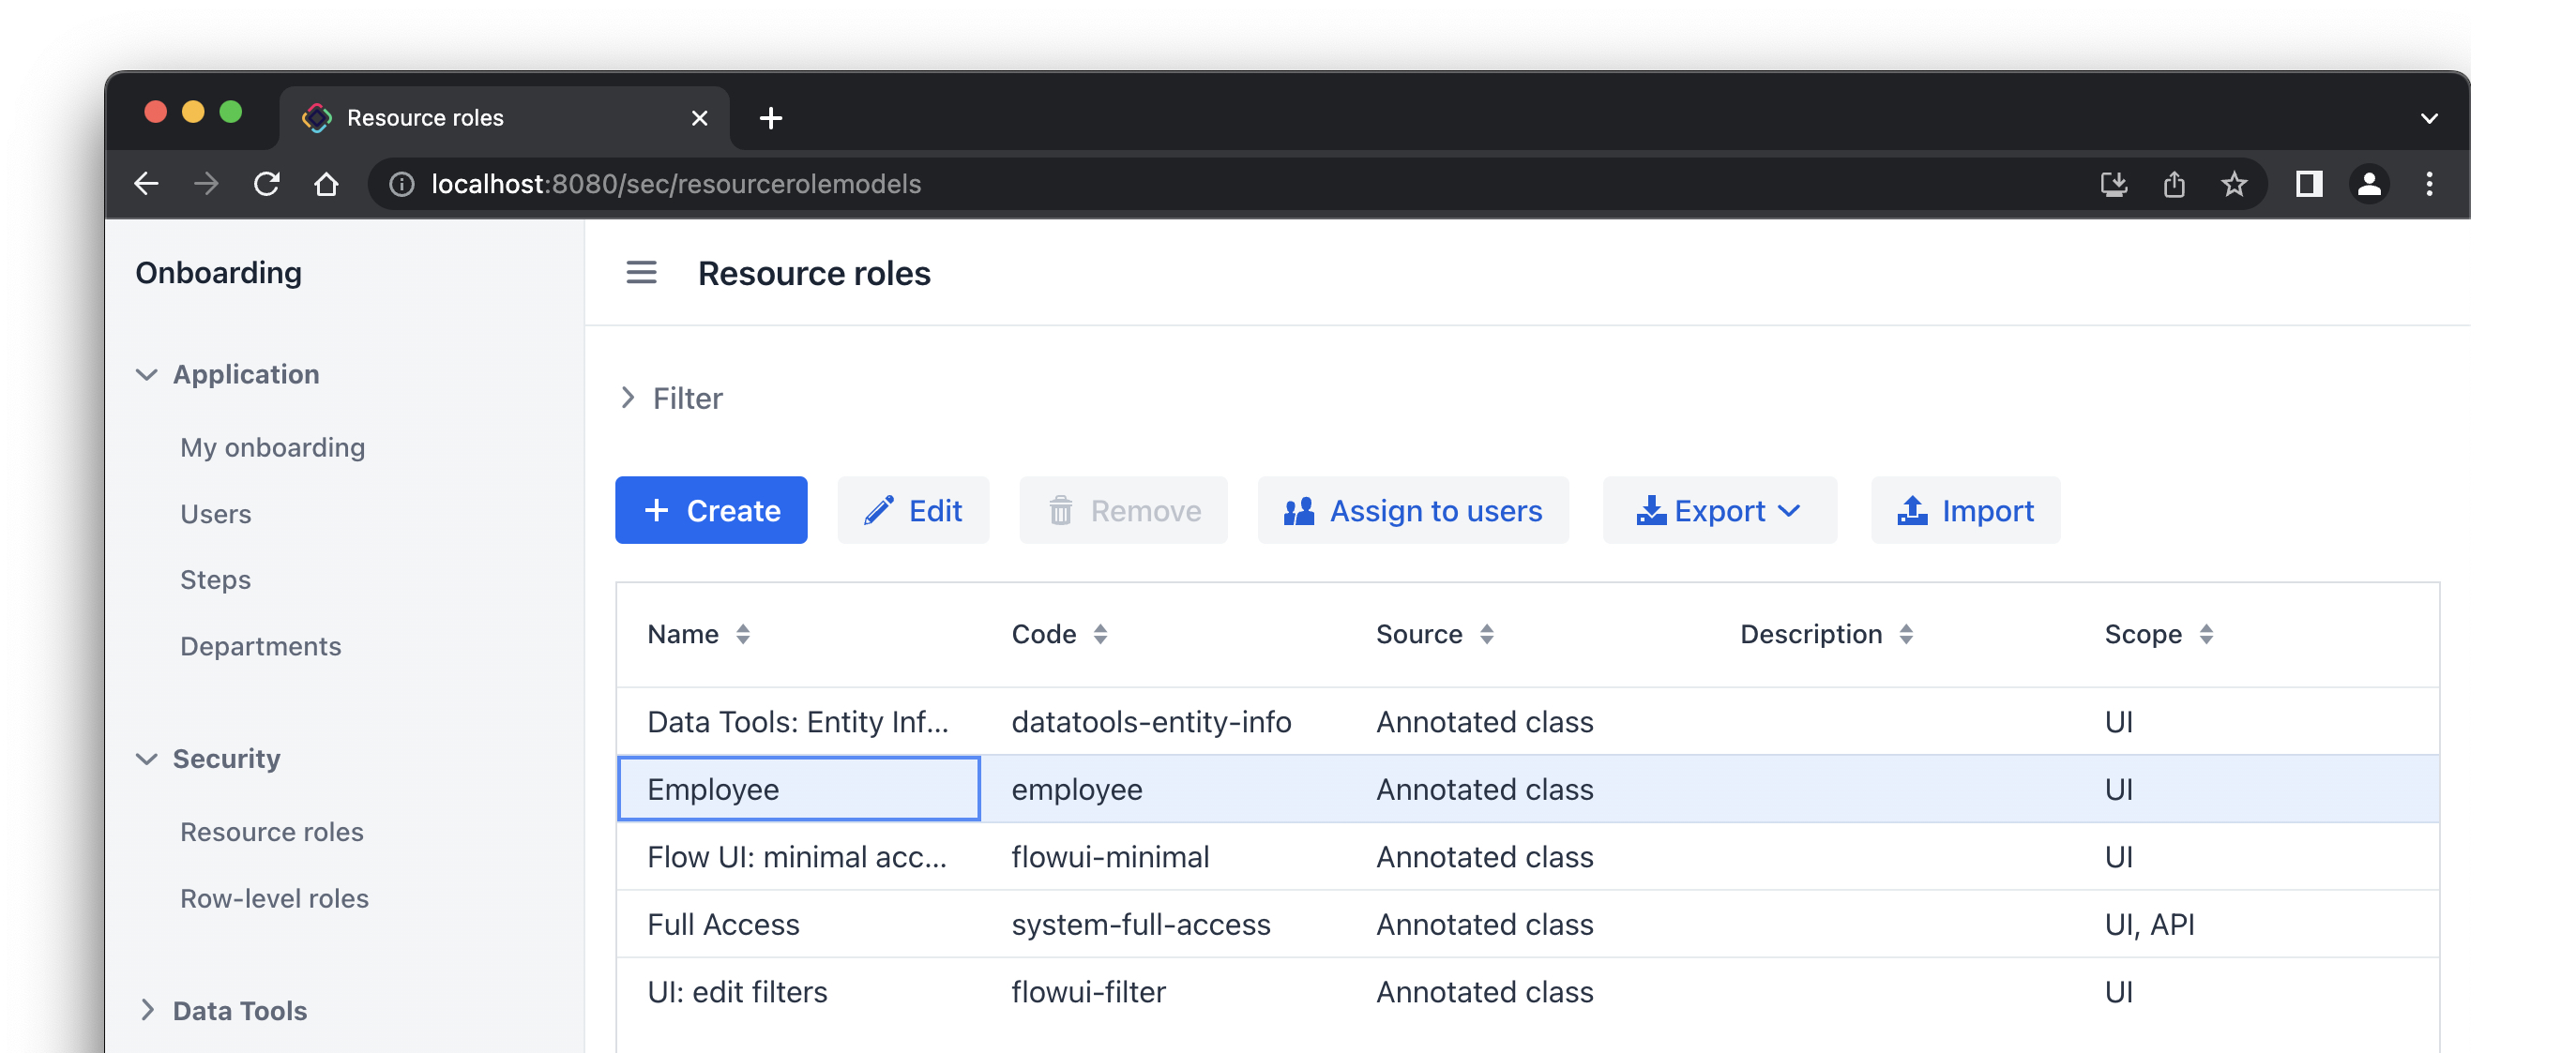 Resource roles
localhost:8080/sec/resourcerolemodels
Onboarding
Application
My onboarding
Users
Steps
Departments
Security
Resource roles
Row-level roles
Data Tools
Resource roles
Filter
Create Edit Remove Assign to users Export Import
Name Code Source Description Scope
Data Tools: Entity Inf... datatools-entity-info Annotated class UI
Employee employee Annotated class UI
Flow UI: minimal acc... flowui-minimal Annotated class UI
Full Access system-full-access Annotated class UI, API
UI: edit filters flowui-filter Annotated class UI